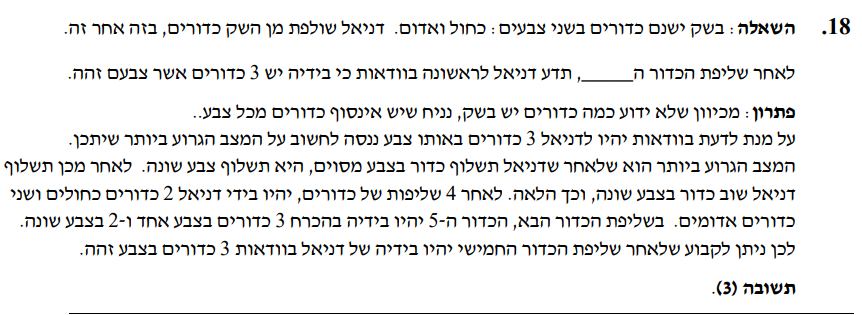 18. השאלה: בשק ישנם כדורים בשני צבעים: כחול ואדום. דניאל שולפת מן השק כדורים, בזה אחר זה.
לאחר שליפת הכדור ה_____, תדע דניאל לראשונה בוודאות כי בידיה יש 3 כדורים אשר צבעם זהה.
פתרון: מכיוון שלא ידוע כמה כדורים יש בשק, נניח שיש אינסוף כדורים מכל צבע..
על מנת לדעת בוודאות יהיו לדניאל 3 כדורים באותו צבע ננסה לחשוב על המצב הגרוע ביותר שיתכן.
המצב הגרוע ביותר הוא שלאחר שדניאל תשלוף כדור בצבע מסוים, היא תשלוף צבע שונה. לאחר מכן תשלוף
דניאל שוב כדור בצבע שונה, וכך הלאה. לאחר 4 שליפות של כדורים, יהיו בידי דניאל 2 כדורים כחולים ושני
כדורים אדומים. בשליפת הכדור הבא, הכדור ה-5 יהיו בידיה בהכרח 3 כדורים בצבע אחד ו-2 בצבע שונה.
לכן ניתן לקבוע שלאחר שליפת הכדור החמישי יהיו בידיה של דניאל בוודאות 3 כדורים בצבע זהה.
תשובה (3).